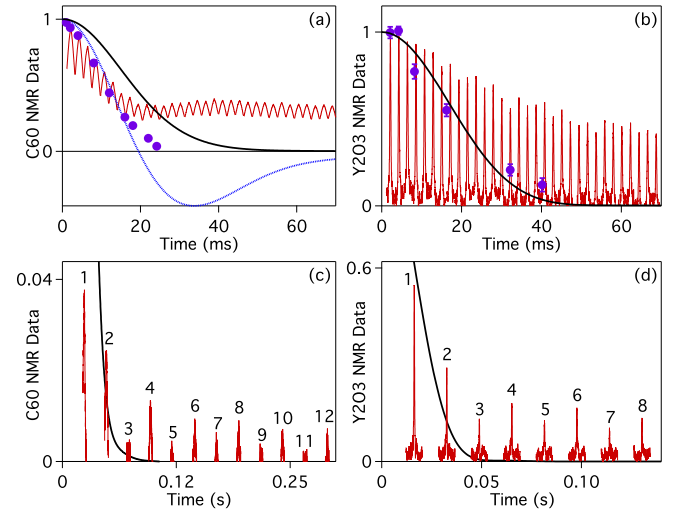 (a)
1
0
C60 NMR Data
0 20 40 60
Time (ms)
(b)
1
0
Y2O3 NMR Data
0 20 40 60
Time (ms)
(c)
0.04
0
C60 NMR Data
1 2 3 4 5 6 7 8 9 10 11 12
0 0.12 0.25
Time (s)
(d)
0.6
0
Y2O3 NMR Data
1 2 3 4 5 6 7 8
0 0.05 0.10
Time (s)